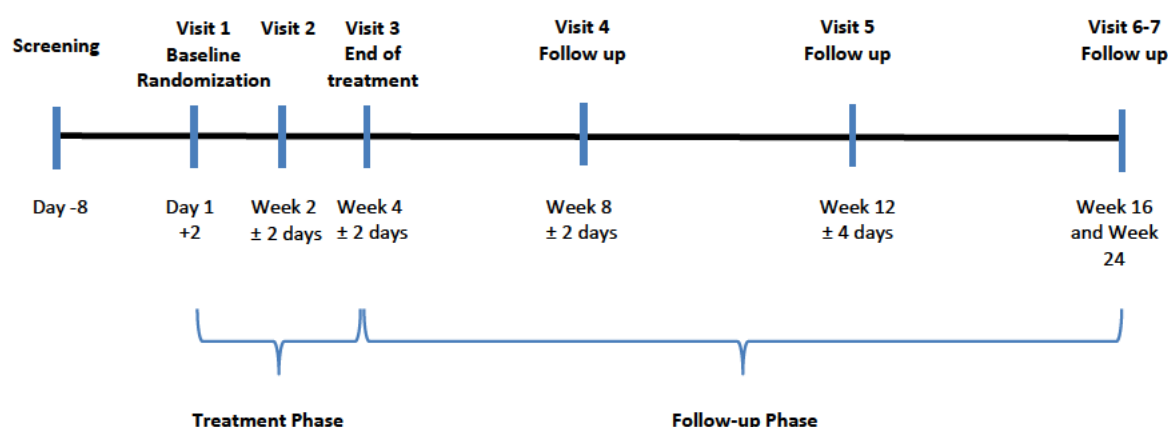 Screening
Visit 1
Baseline
Randomization
Visit 2
Visit 3
End of
treatment
Visit 4
Follow up
Visit 5
Follow up
Visit 6-7
Follow up
Day -8
Day 1
+2
Week 2
± 2 days
Week 4
± 2 days
Week 8
± 2 days
Week 12
± 4 days
Week 16
and Week
24
Treatment Phase
Follow-up Phase